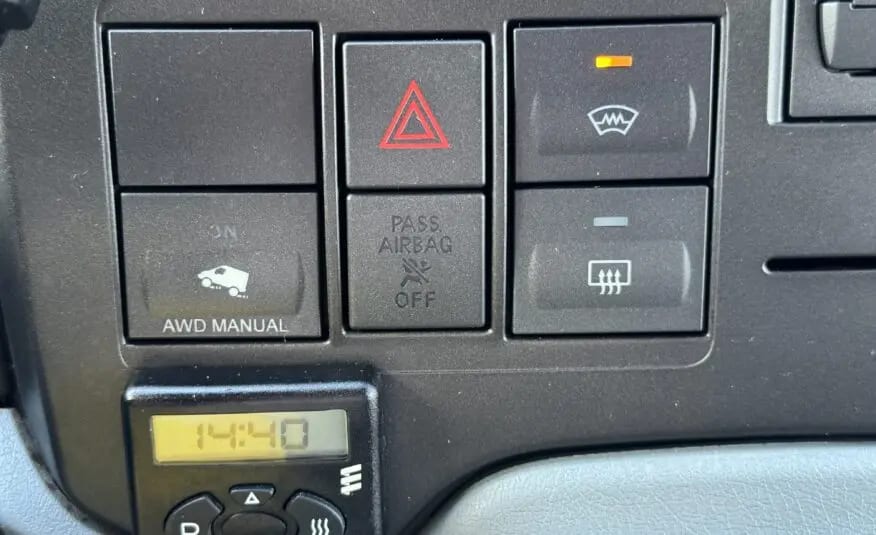 PASS
AIRBAG
OFF
ON
AWD MANUAL
14:40